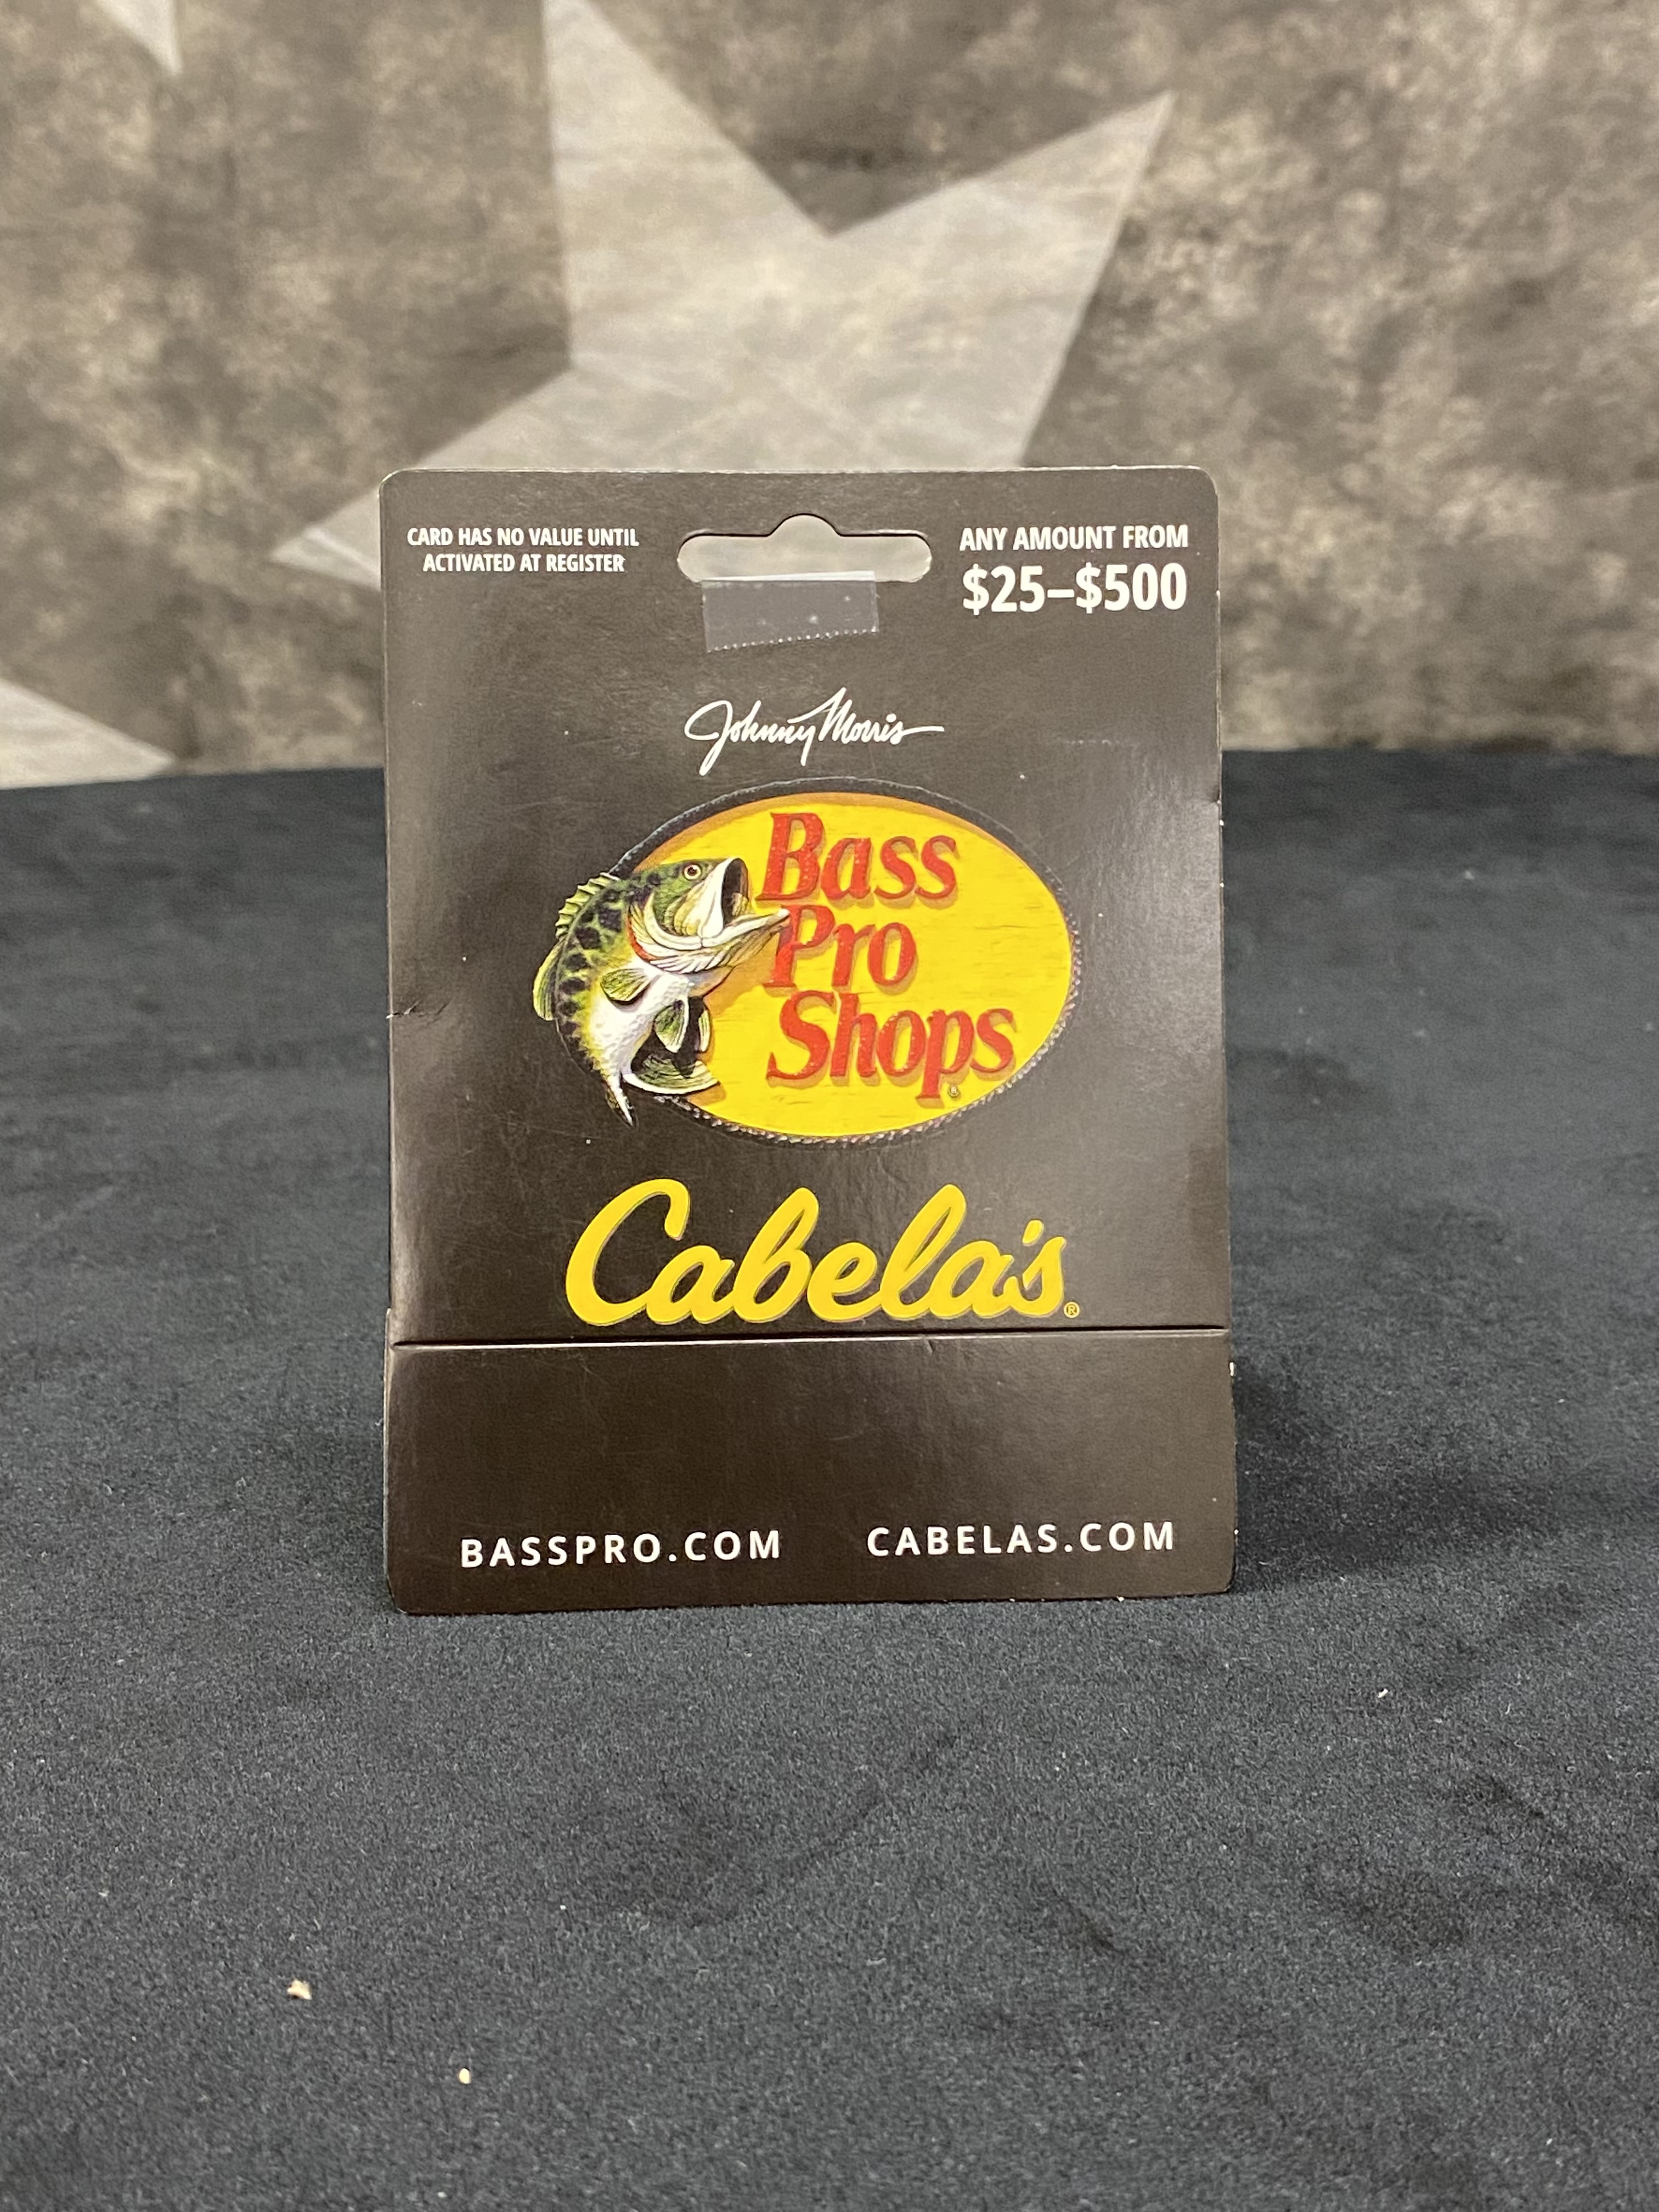 CARD HAS NO VALUE UNTIL
ACTIVATED AT REGISTER
ANY AMOUNT FROM
$25–$500
Johnny Morris
Bass
Pro
Shops®
Cabela's®
BASSPRO.COM
CABELAS.COM